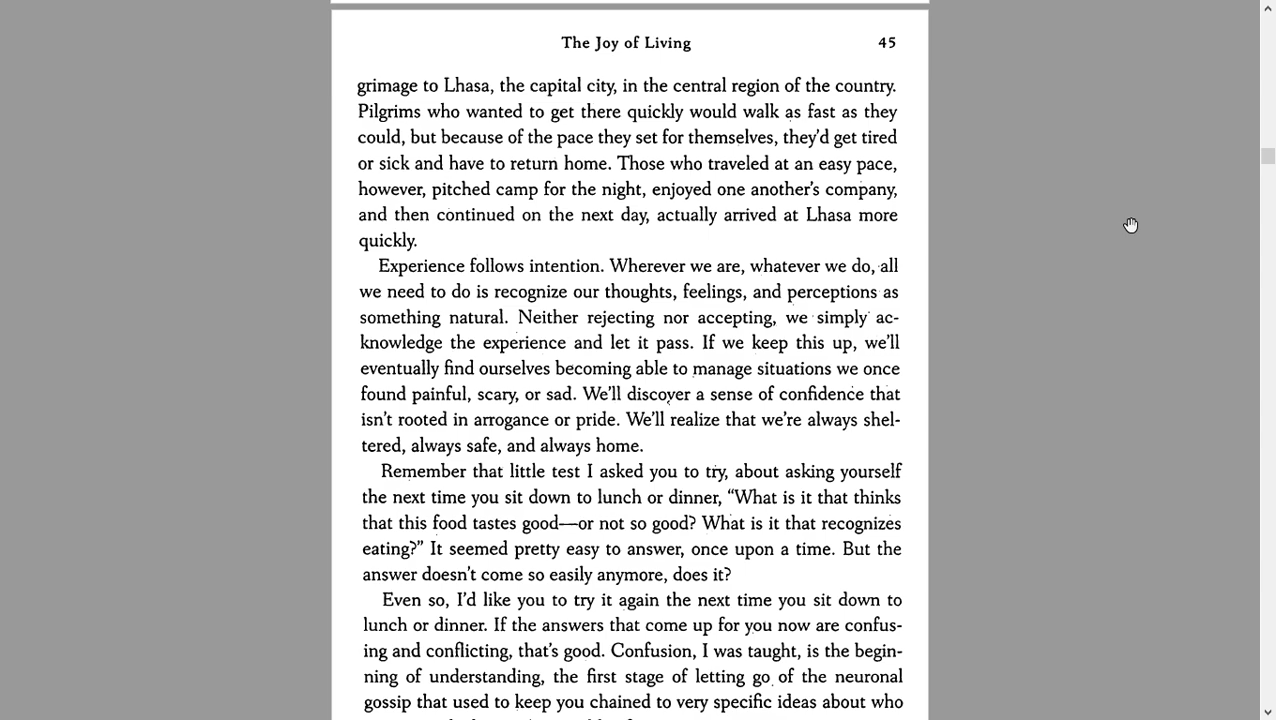 The Joy of Living 45
grimage to Lhasa, the capital city, in the central region of the country.
Pilgrims who wanted to get there quickly would walk as fast as they
could, but because of the pace they set for themselves, they'd get tired
or sick and have to return home. Those who traveled at an easy pace,
however, pitched camp for the night, enjoyed one another's company,
and then continued on the next day, actually arrived at Lhasa more
quickly.
Experience follows intention. Wherever we are, whatever we do, all
we need to do is recognize our thoughts, feelings, and perceptions as
something natural. Neither rejecting nor accepting, we simply ac-
knowledge the experience and let it pass. If we keep this up, we'll
eventually find ourselves becoming able to manage situations we once
found painful, scary, or sad. We'll discover a sense of confidence that
isn't rooted in arrogance or pride. We'll realize that we're always shel-
tered, always safe, and always home.
Remember that little test I asked you to try, about asking yourself
the next time you sit down to lunch or dinner, “What is it that thinks
that this food tastes good—or not so good? What is it that recognizes
eating?” It seemed pretty easy to answer, once upon a time. But the
answer doesn't come so easily anymore, does it?
Even so, I'd like you to try it again the next time you sit down to
lunch or dinner. If the answers that come up for you now are confus-
ing and conflicting, that's good. Confusion, I was taught, is the begin-
ning of understanding, the first stage of letting go of the neuronal
gossip that used to keep you chained to very specific ideas about who